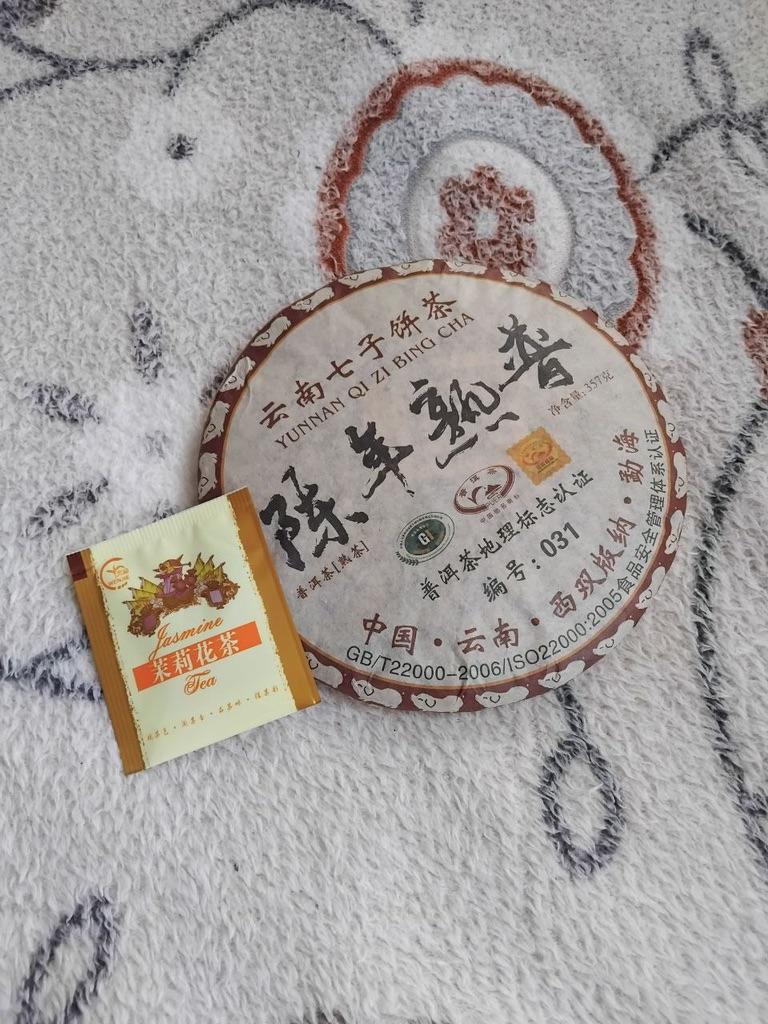 云南七子饼茶
YUNNAN QI ZI BING CHA
陈年熟普
净含量:357克
普洱茶[熟茶]
GI
普洱茶地理标志认证
编号:031
中国·云南·西双版纳·勐海
GB/T22000-2006/ISO22000:2005食品安全管理体系认证
Jasmine
茉莉花茶
Tea